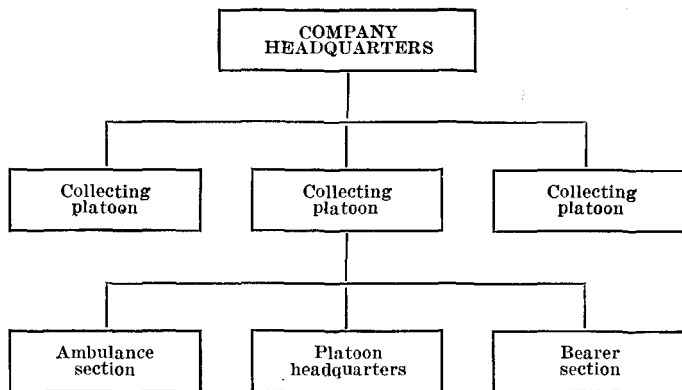 COMPANY
HEADQUARTERS
Collecting
platoon
Collecting
platoon
Collecting
platoon
Ambulance
section
Platoon
headquarters
Bearer
section